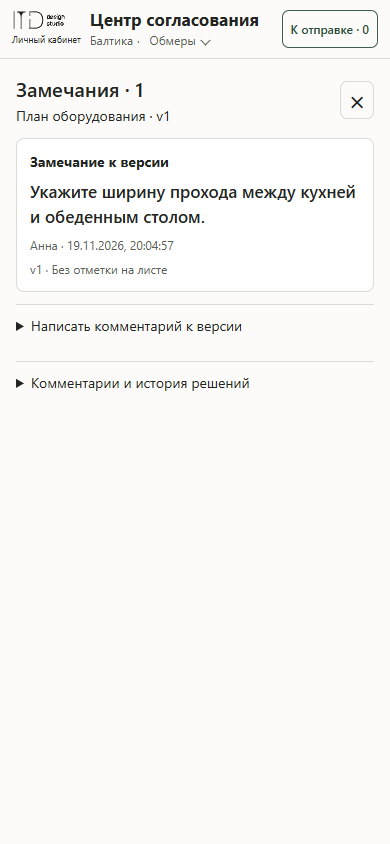 ITD design studio
Личный кабинет
Центр согласования
Балтика · Обмеры
К отправке · 0
Замечания · 1
План оборудования · v1
Замечание к версии
Укажите ширину прохода между кухней
и обеденным столом.
Анна · 19.11.2026, 20:04:57
v1 · Без отметки на листе
Написать комментарий к версии
Комментарии и история решений